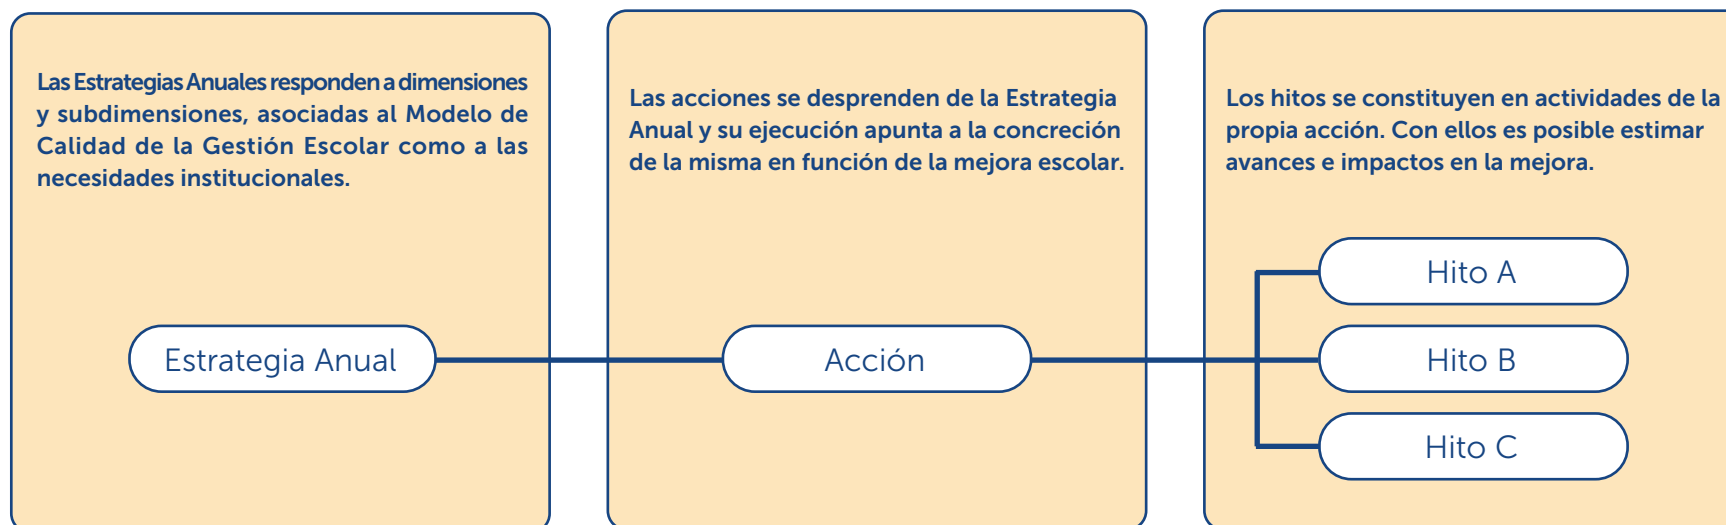 Las Estrategias Anuales responden a dimensiones
y subdimensiones, asociadas al Modelo de
Calidad de la Gestión Escolar como a las
necesidades institucionales.
Estrategia Anual
Las acciones se desprenden de la Estrategia
Anual y su ejecución apunta a la concreción
de la misma en función de la mejora escolar.
Acción
Los hitos se constituyen en actividades de la
propia acción. Con ellos es posible estimar
avances e impactos en la mejora.
Hito A
Hito B
Hito C